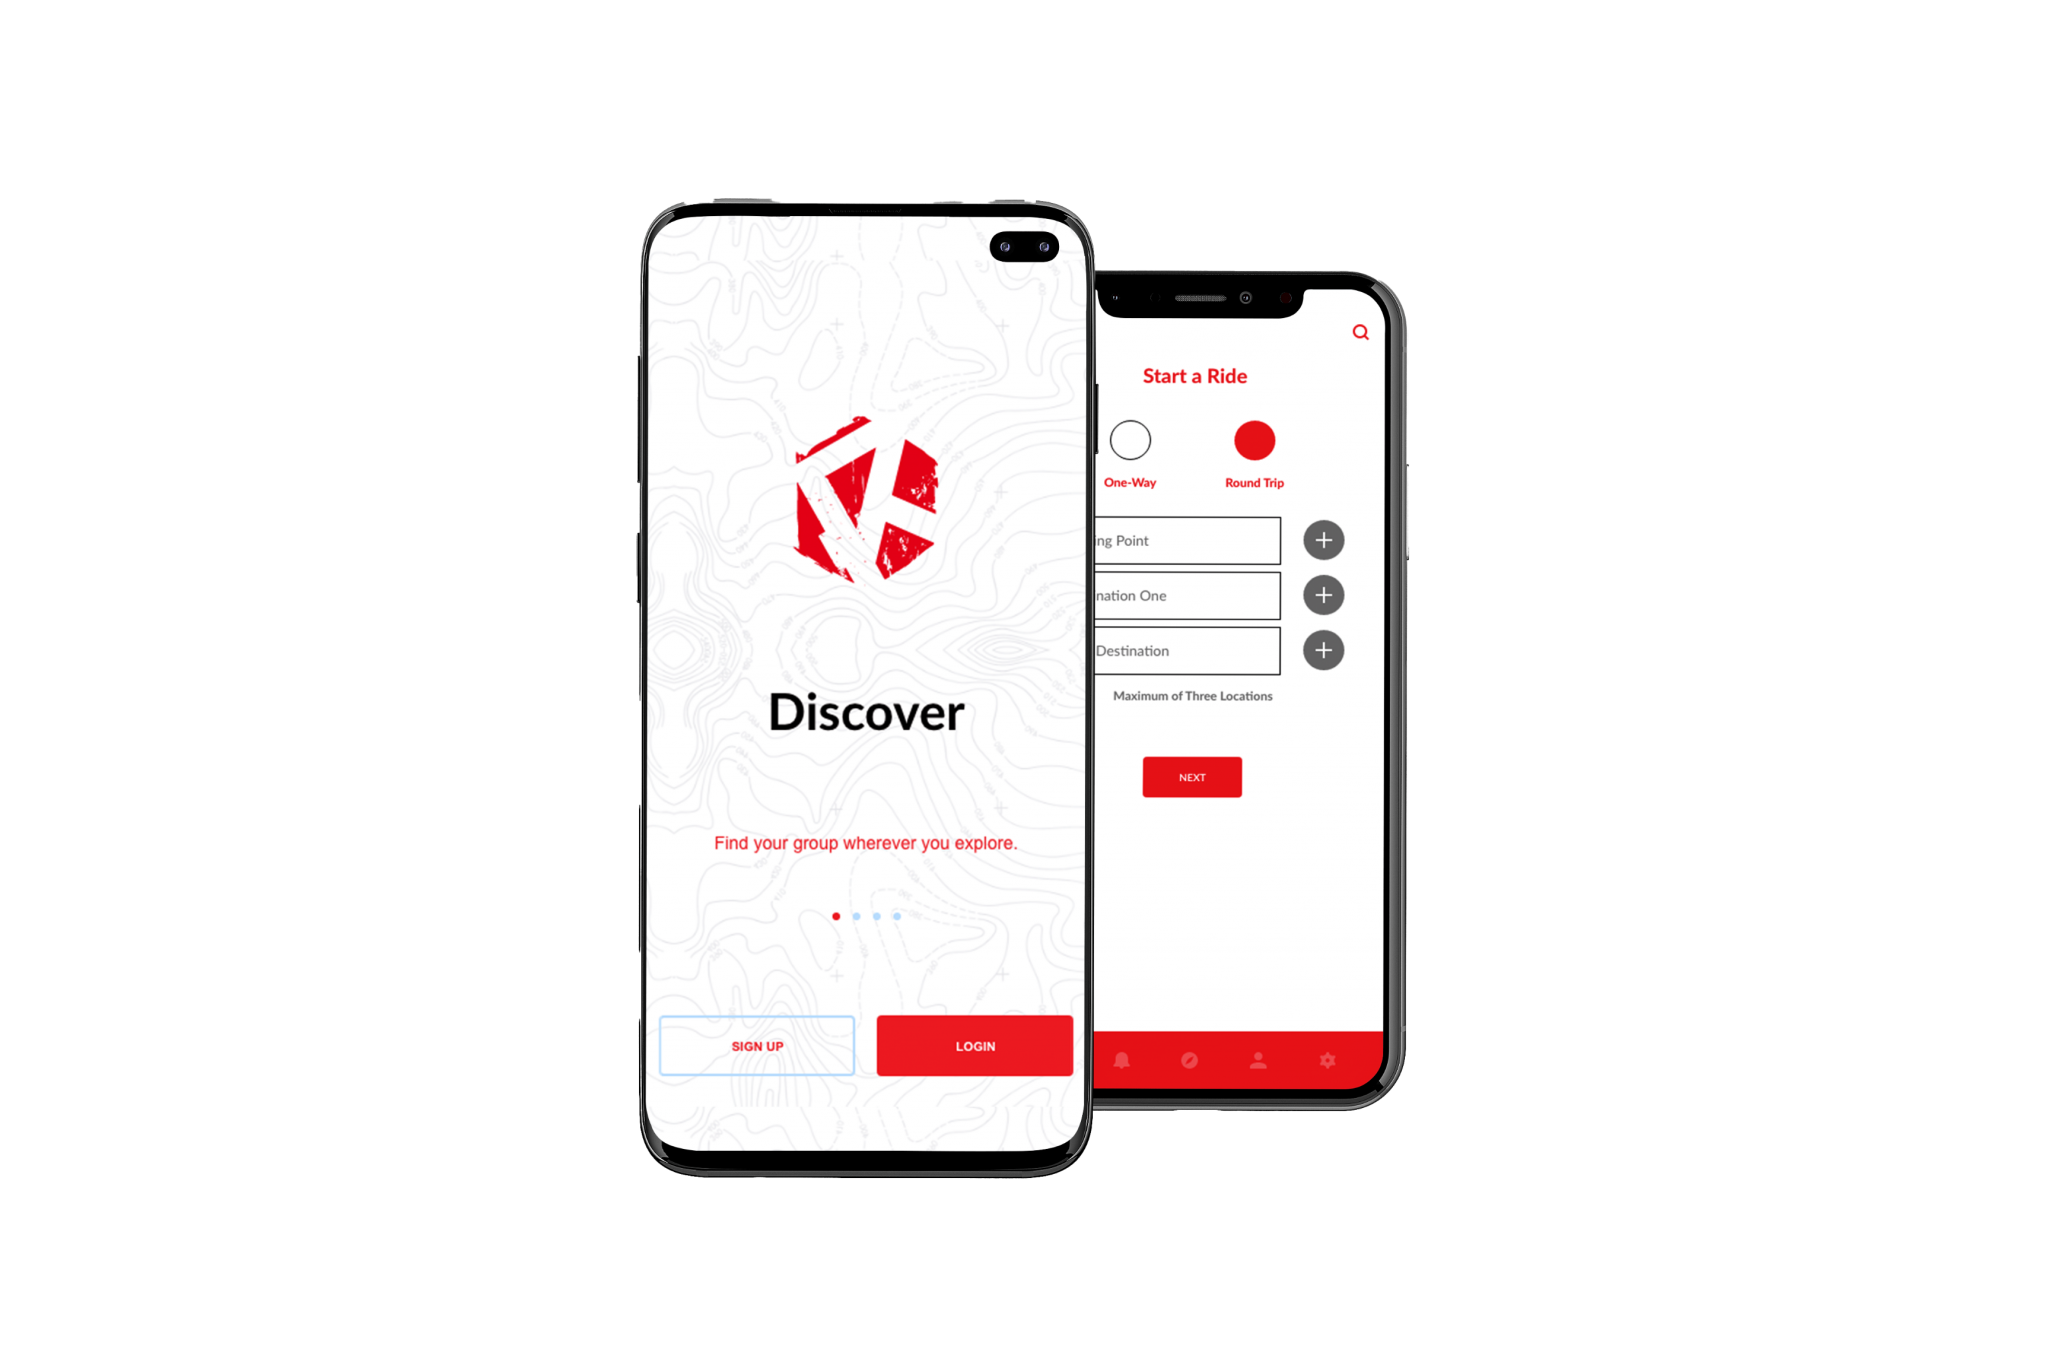 Discover
Find your group wherever you explore.
SIGN UP
LOGIN
Start a Ride
One-Way
Round Trip
ing Point
nation One
Destination
Maximum of Three Locations
NEXT